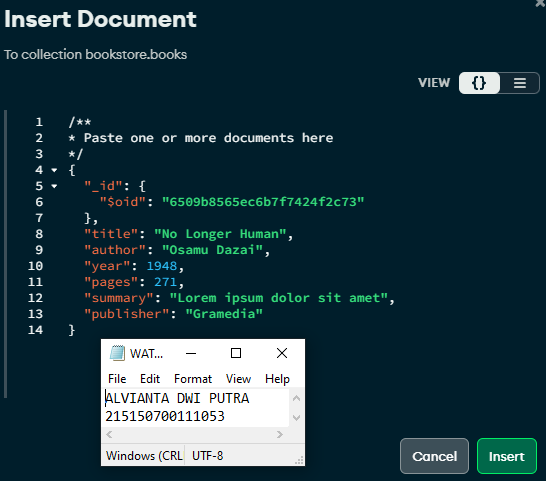 Insert Document
To collection bookstore.books
VIEW {}
1 /**
2 * Paste one or more documents here
3 */
4 {
5 "_id": {
6 "$oid": "6509b8565ec6b7f7424f2c73"
7 },
8 "title": "No Longer Human",
9 "author": "Osamu Dazai",
10 "year": 1948,
11 "pages": 271,
12 "summary": "Lorem ipsum dolor sit amet",
13 "publisher": "Gramedia"
14 }
WAT...
File Edit Format View Help
ALVIANTA DWI PUTRA
215150700111053
Windows (CRL UTF-8
Cancel Insert